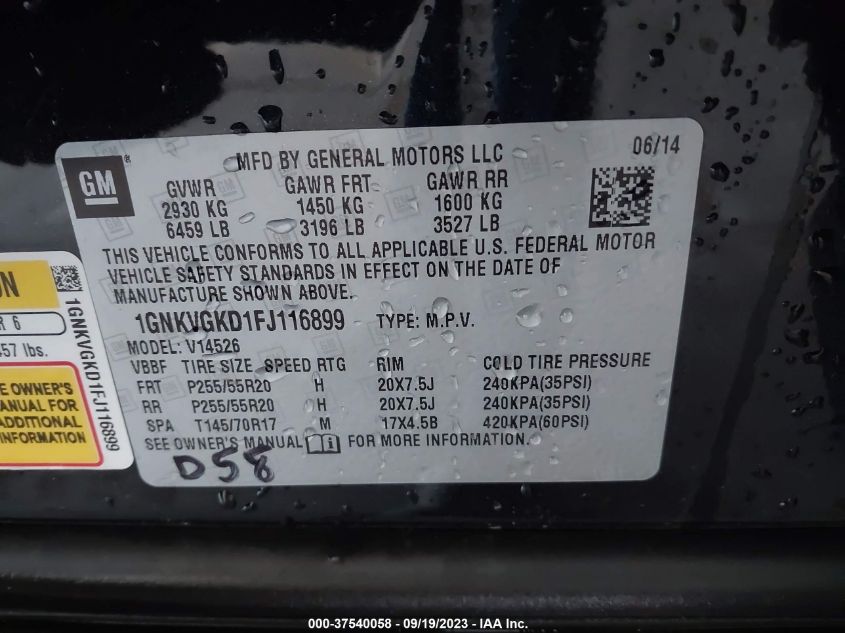 GM ®
MFD BY GENERAL MOTORS LLC 06/14
GVWR GAWR FRT GAWR RR
2930 KG 1450 KG 1600 KG
6459 LB 3196 LB 3527 LB
THIS VEHICLE CONFORMS TO ALL APPLICABLE U.S. FEDERAL MOTOR
VEHICLE SAFETY STANDARDS IN EFFECT ON THE DATE OF
MANUFACTURE SHOWN ABOVE.
1GNKVGKD1FJ116899 TYPE: M.P.V.
MODEL: V14526
VBBF TIRE SIZE SPEED RTG RIM COLD TIRE PRESSURE
FRT P255/55R20 H 20X7.5J 240KPA(35PSI)
RR P255/55R20 H 20X7.5J 240KPA(35PSI)
SPA T145/70R17 M 17X4.5B 420KPA(60PSI)
SEE OWNER'S MANUAL FOR MORE INFORMATION.
D58
ON
R 6
457 lbs.
E OWNER'S
ANUAL FOR
ADDITIONAL
INFORMATION
1GNKVGKD1FJ116899
000-37540058 - 09/19/2023 - IAA Inc.